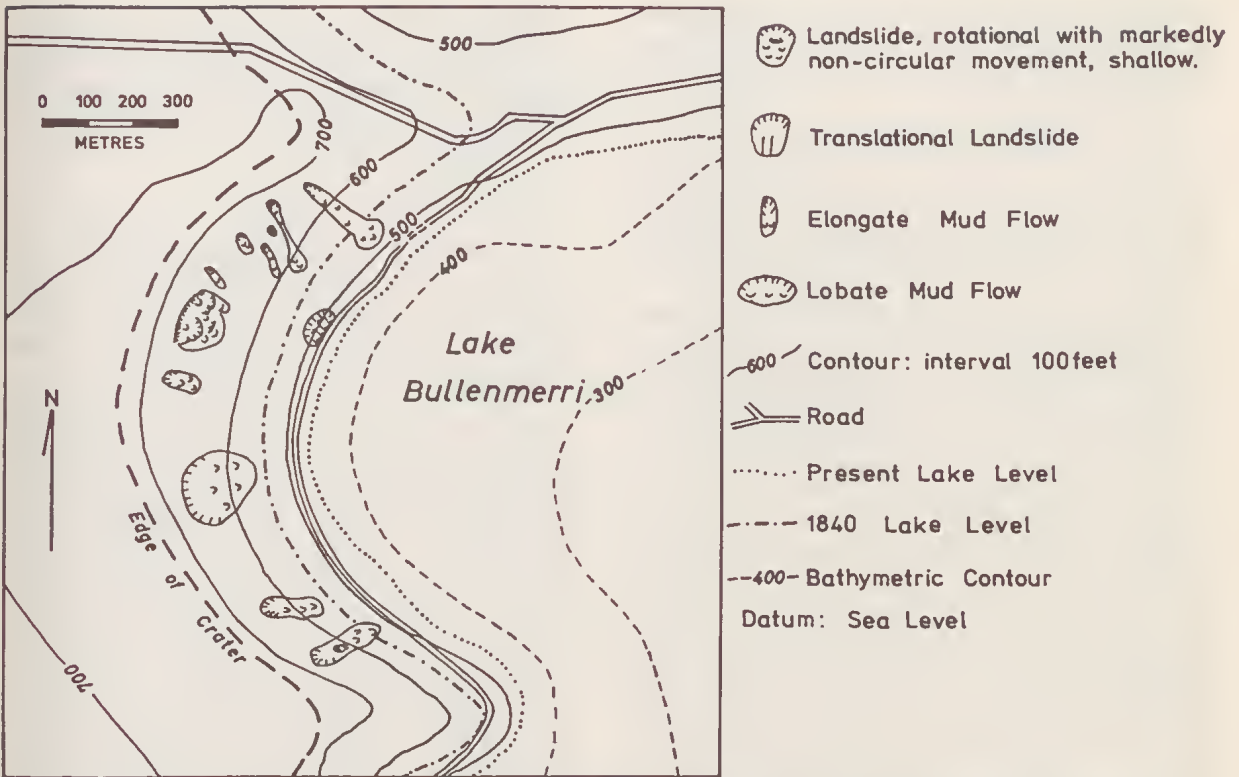 500
0 100 200 300
METRES
700
600
500
400
Lake
Bullenmerri
300
N
Edge of Crater
700
Landslide, rotational with markedly
non-circular movement, shallow.
Translational Landslide
Elongate Mud Flow
Lobate Mud Flow
600 Contour: interval 100feet
Road
Present Lake Level
1840 Lake Level
400 Bathymetric Contour
Datum: Sea Level